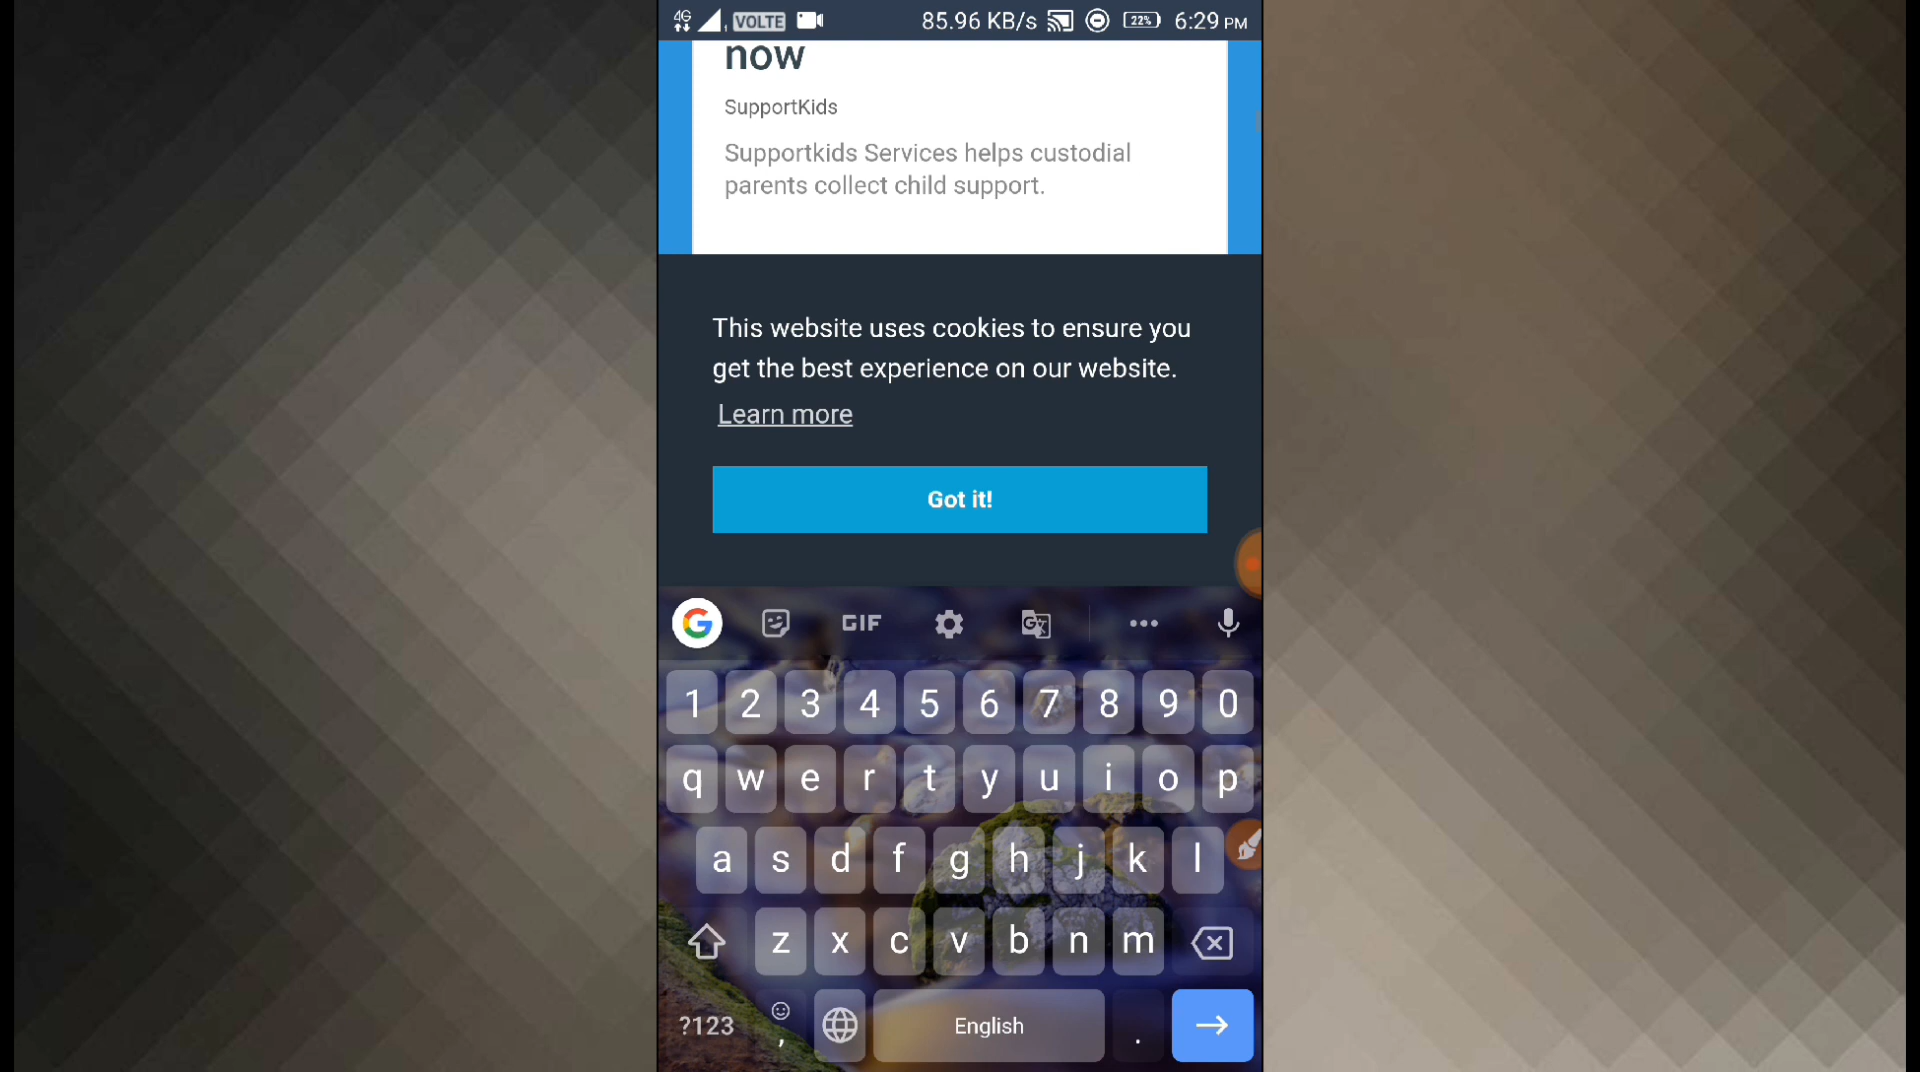 4G VOLTE 85.96 KB/s 22% 6:29 PM
now
SupportKids
Supportkids Services helps custodial
parents collect child support.
This website uses cookies to ensure you
get the best experience on our website.
Learn more
Got it!
G GIF G
1 2 3 4 5 6 7 8 9 0
q w e r t y u i o p
a s d f g h j k l
z x c v b n m
?123 , English .